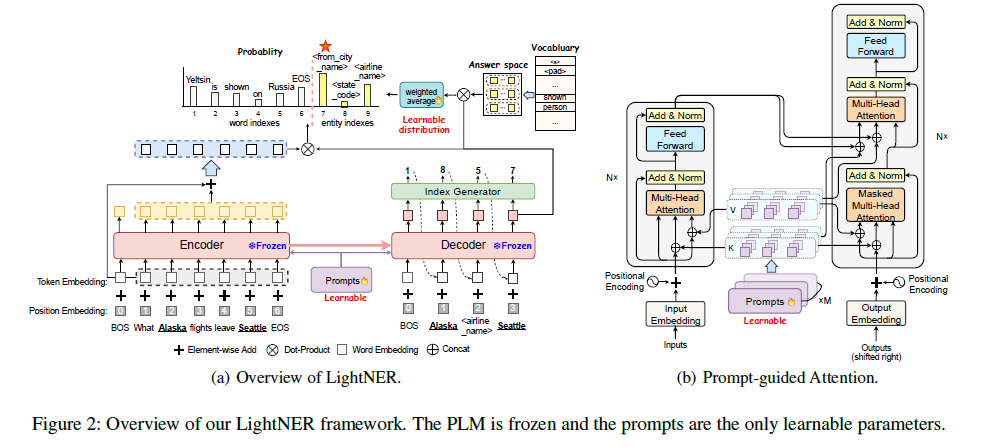 Probablity
Yeltsin
is
shown
on
Russia
EOS
<from_city
_name>
<state
_code>
<airline
_name>
1 2 3 4 5 6 7 8 9
word indexes
entity indexes
weighted
average
Learnable
distribution
Answer space
Vocabluary
<s>
<pad>
...
shown
person
...
1 8 5 7
Index Generator
Encoder
Frozen
Decoder
Frozen
Prompts
Learnable
Token Embedding:
Position Embedding:
0 1 2 3 4 5 6
BOS What Alaska flights leave Seattle EOS
0 1 2 3
BOS Alaska <airline _name> Seattle
Element-wise Add Dot-Product Word Embedding Concat
(a) Overview of LightNER.
Add & Norm
Feed
Forward
Add & Norm
Multi-Head
Attention
N×
Positional
Encoding
Input
Embedding
Inputs
V
K
Prompts
×M
Learnable
Add & Norm
Feed
Forward
Add & Norm
Multi-Head
Attention
N×
Add & Norm
Masked
Multi-Head
Attention
Positional
Encoding
Output
Embedding
Outputs
(shifted right)
(b) Prompt-guided Attention.
Figure 2: Overview of our LightNER framework. The PLM is frozen and the prompts are the only learnable parameters.